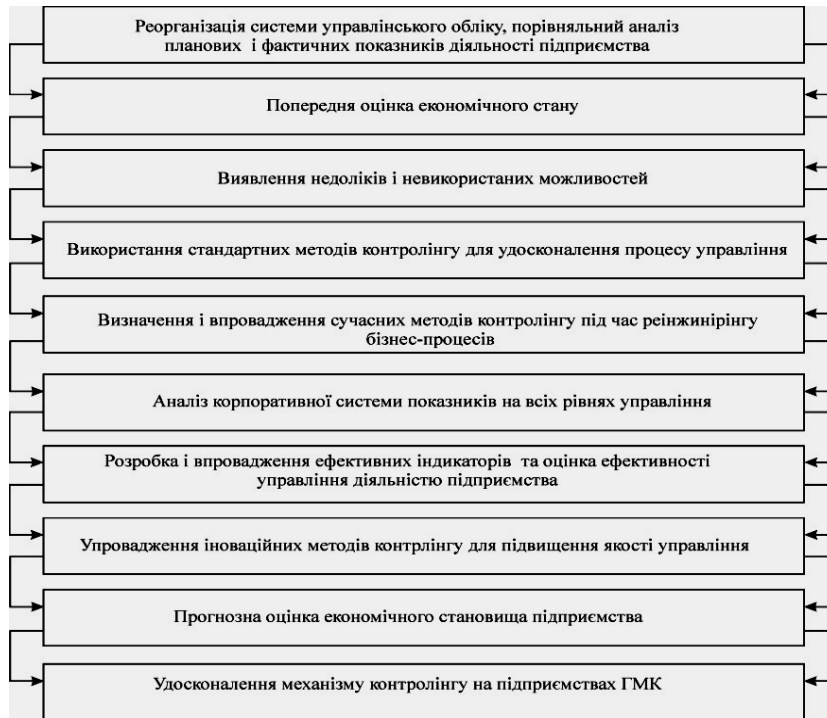 Реорганізація системи управлінського обліку, порівняльний аналіз
планових і фактичних показників діяльності підприємства
Попередня оцінка економічного стану
Виявлення недоліків і невикористаних можливостей
Використання стандартних методів контролінгу для удосконалення процесу управління
Визначення і впровадження сучасних методів контролінгу під час реінжинірінгу
бізнес-процесів
Аналіз корпоративної системи показників на всіх рівнях управління
Розробка і впровадження ефективних індикаторів та оцінка ефективності
управління діяльністю підприємства
Упровадження іноваційних методів контрлінгу для підвищення якості управління
Прогнозна оцінка економічного становища підприємства
Удосконалення механізму контролінгу на підприємствах ГМК